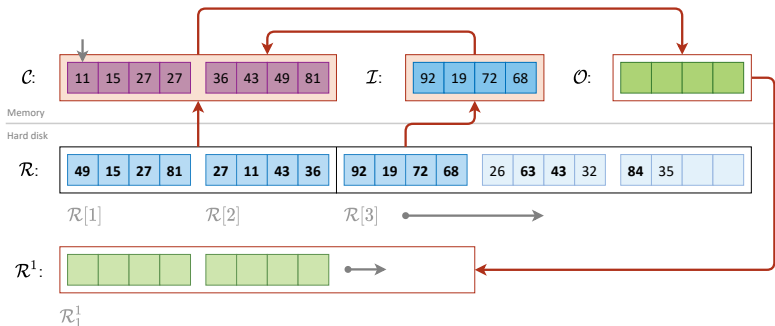 C: 11 15 27 27 36 43 49 81 I: 92 19 72 68 O:
Memory
Hard disk
R: 49 15 27 81 27 11 43 36 92 19 72 68 26 63 43 32 84 35
R[1] R[2] R[3]
R¹:
R¹₁